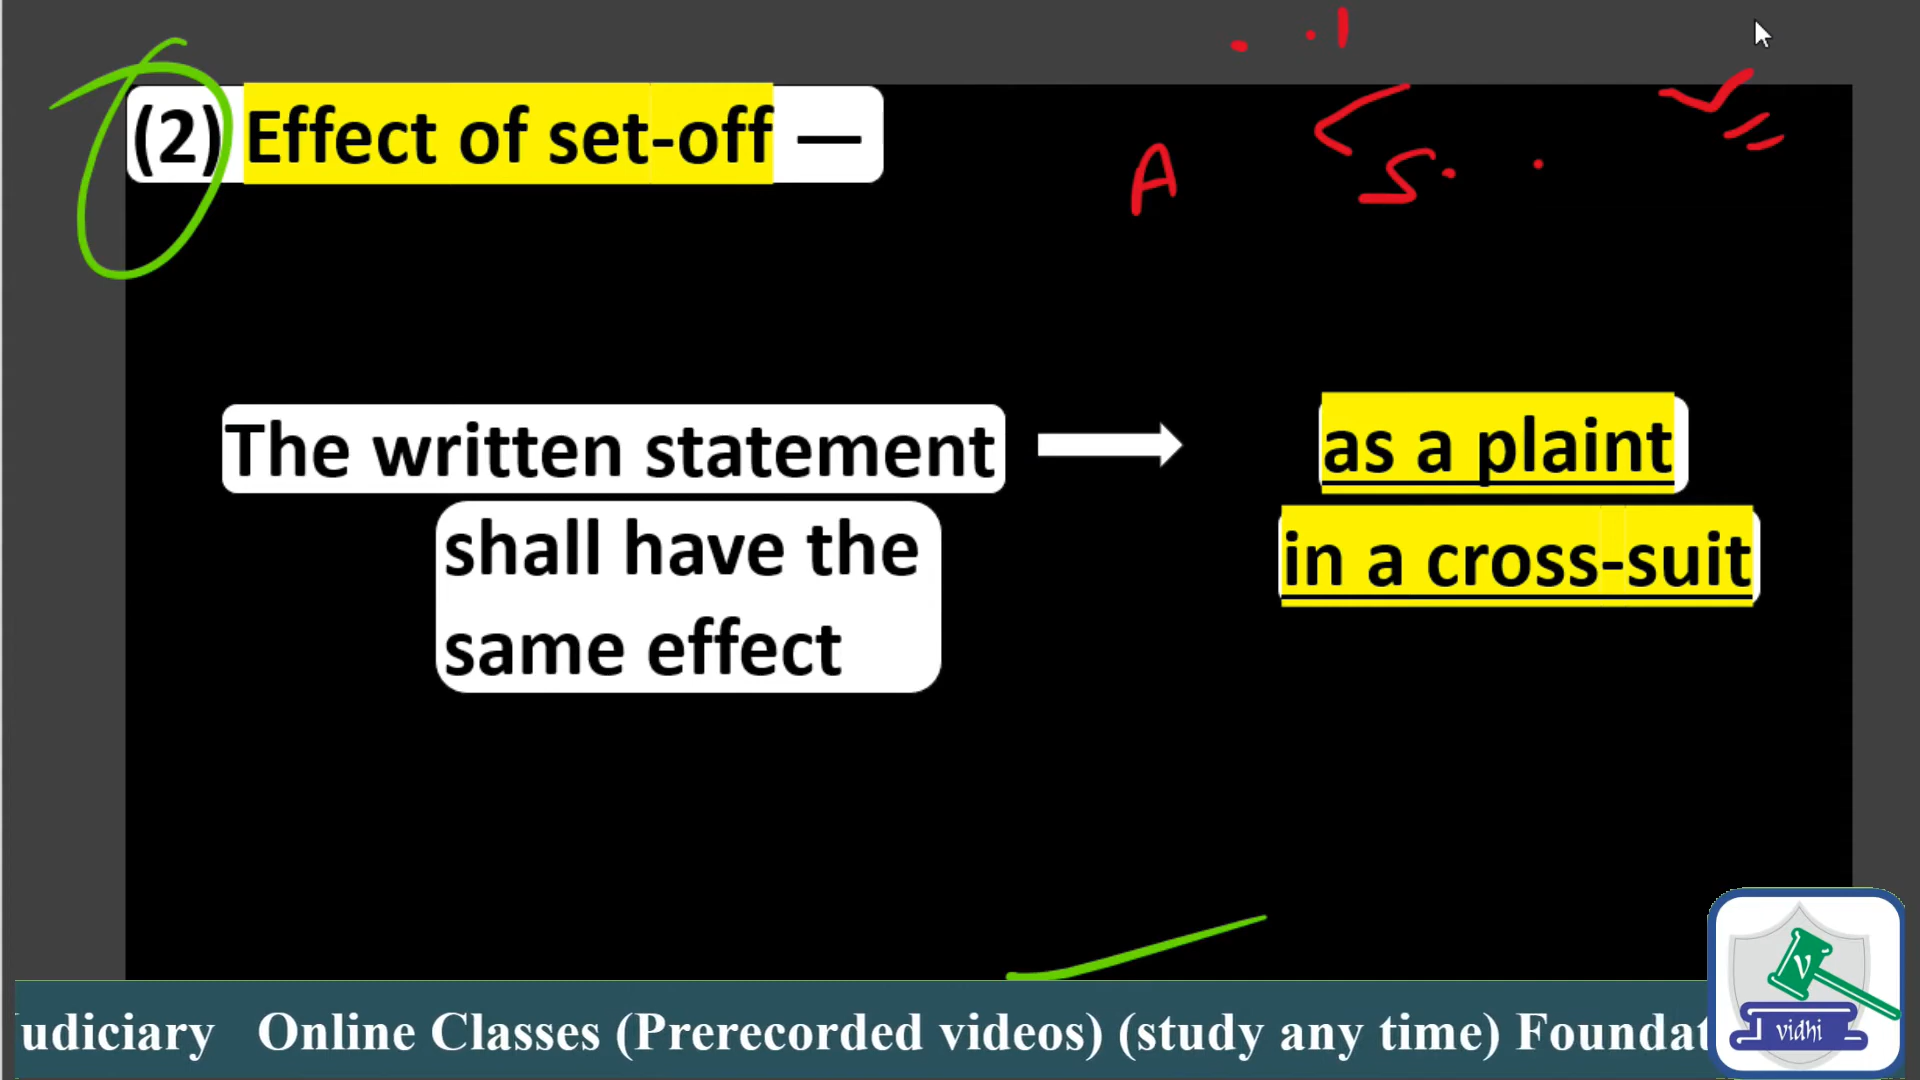 (2) Effect of set-off —
A S.
The written statement
shall have the
same effect
as a plaint
in a cross-suit
udiciary Online Classes (Prerecorded videos) (study any time) Foundat
V
vidhi